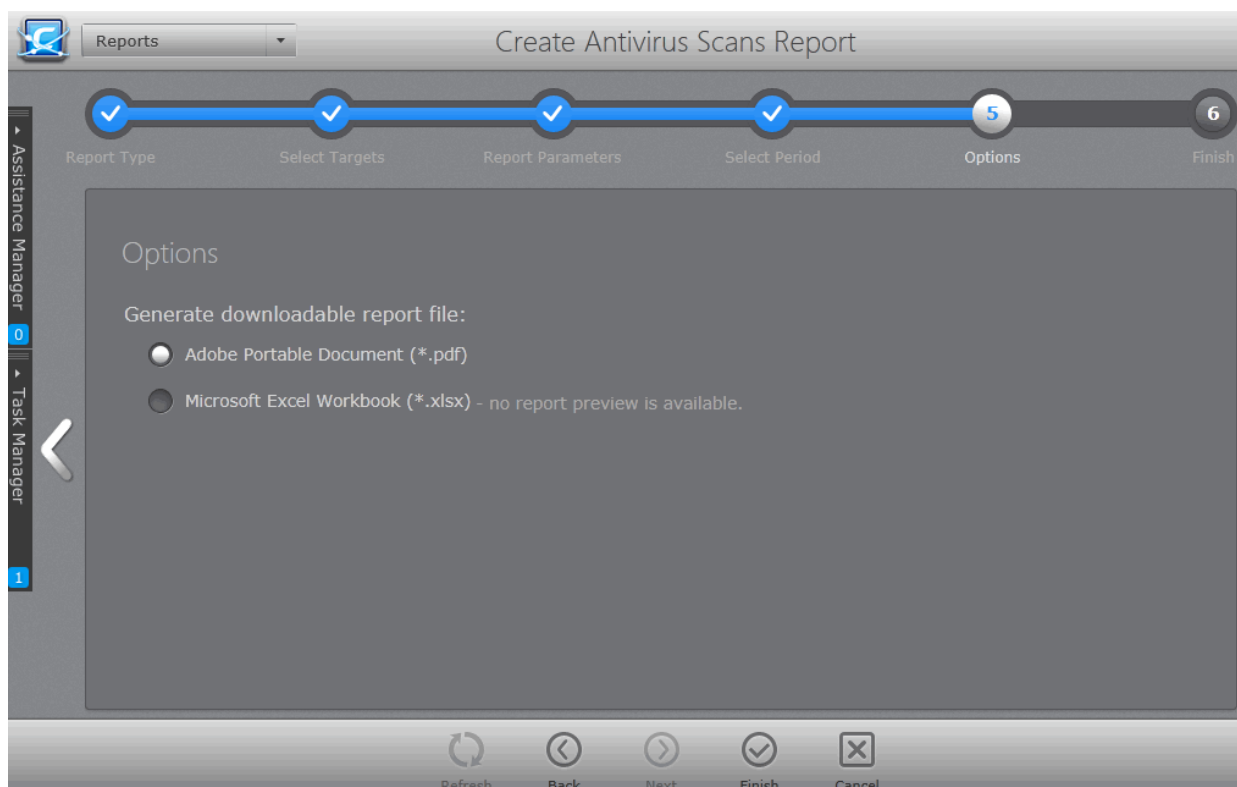 Reports
Create Antivirus Scans Report
5
6
Report Type
Select Targets
Report Parameters
Select Period
Options
Finish
Assistance Manager
0
Task Manager
1
Options
Generate downloadable report file:
Adobe Portable Document (*.pdf)
Microsoft Excel Workbook (*.xlsx) - no report preview is available.
Refresh
Back
Next
Finish
Cancel